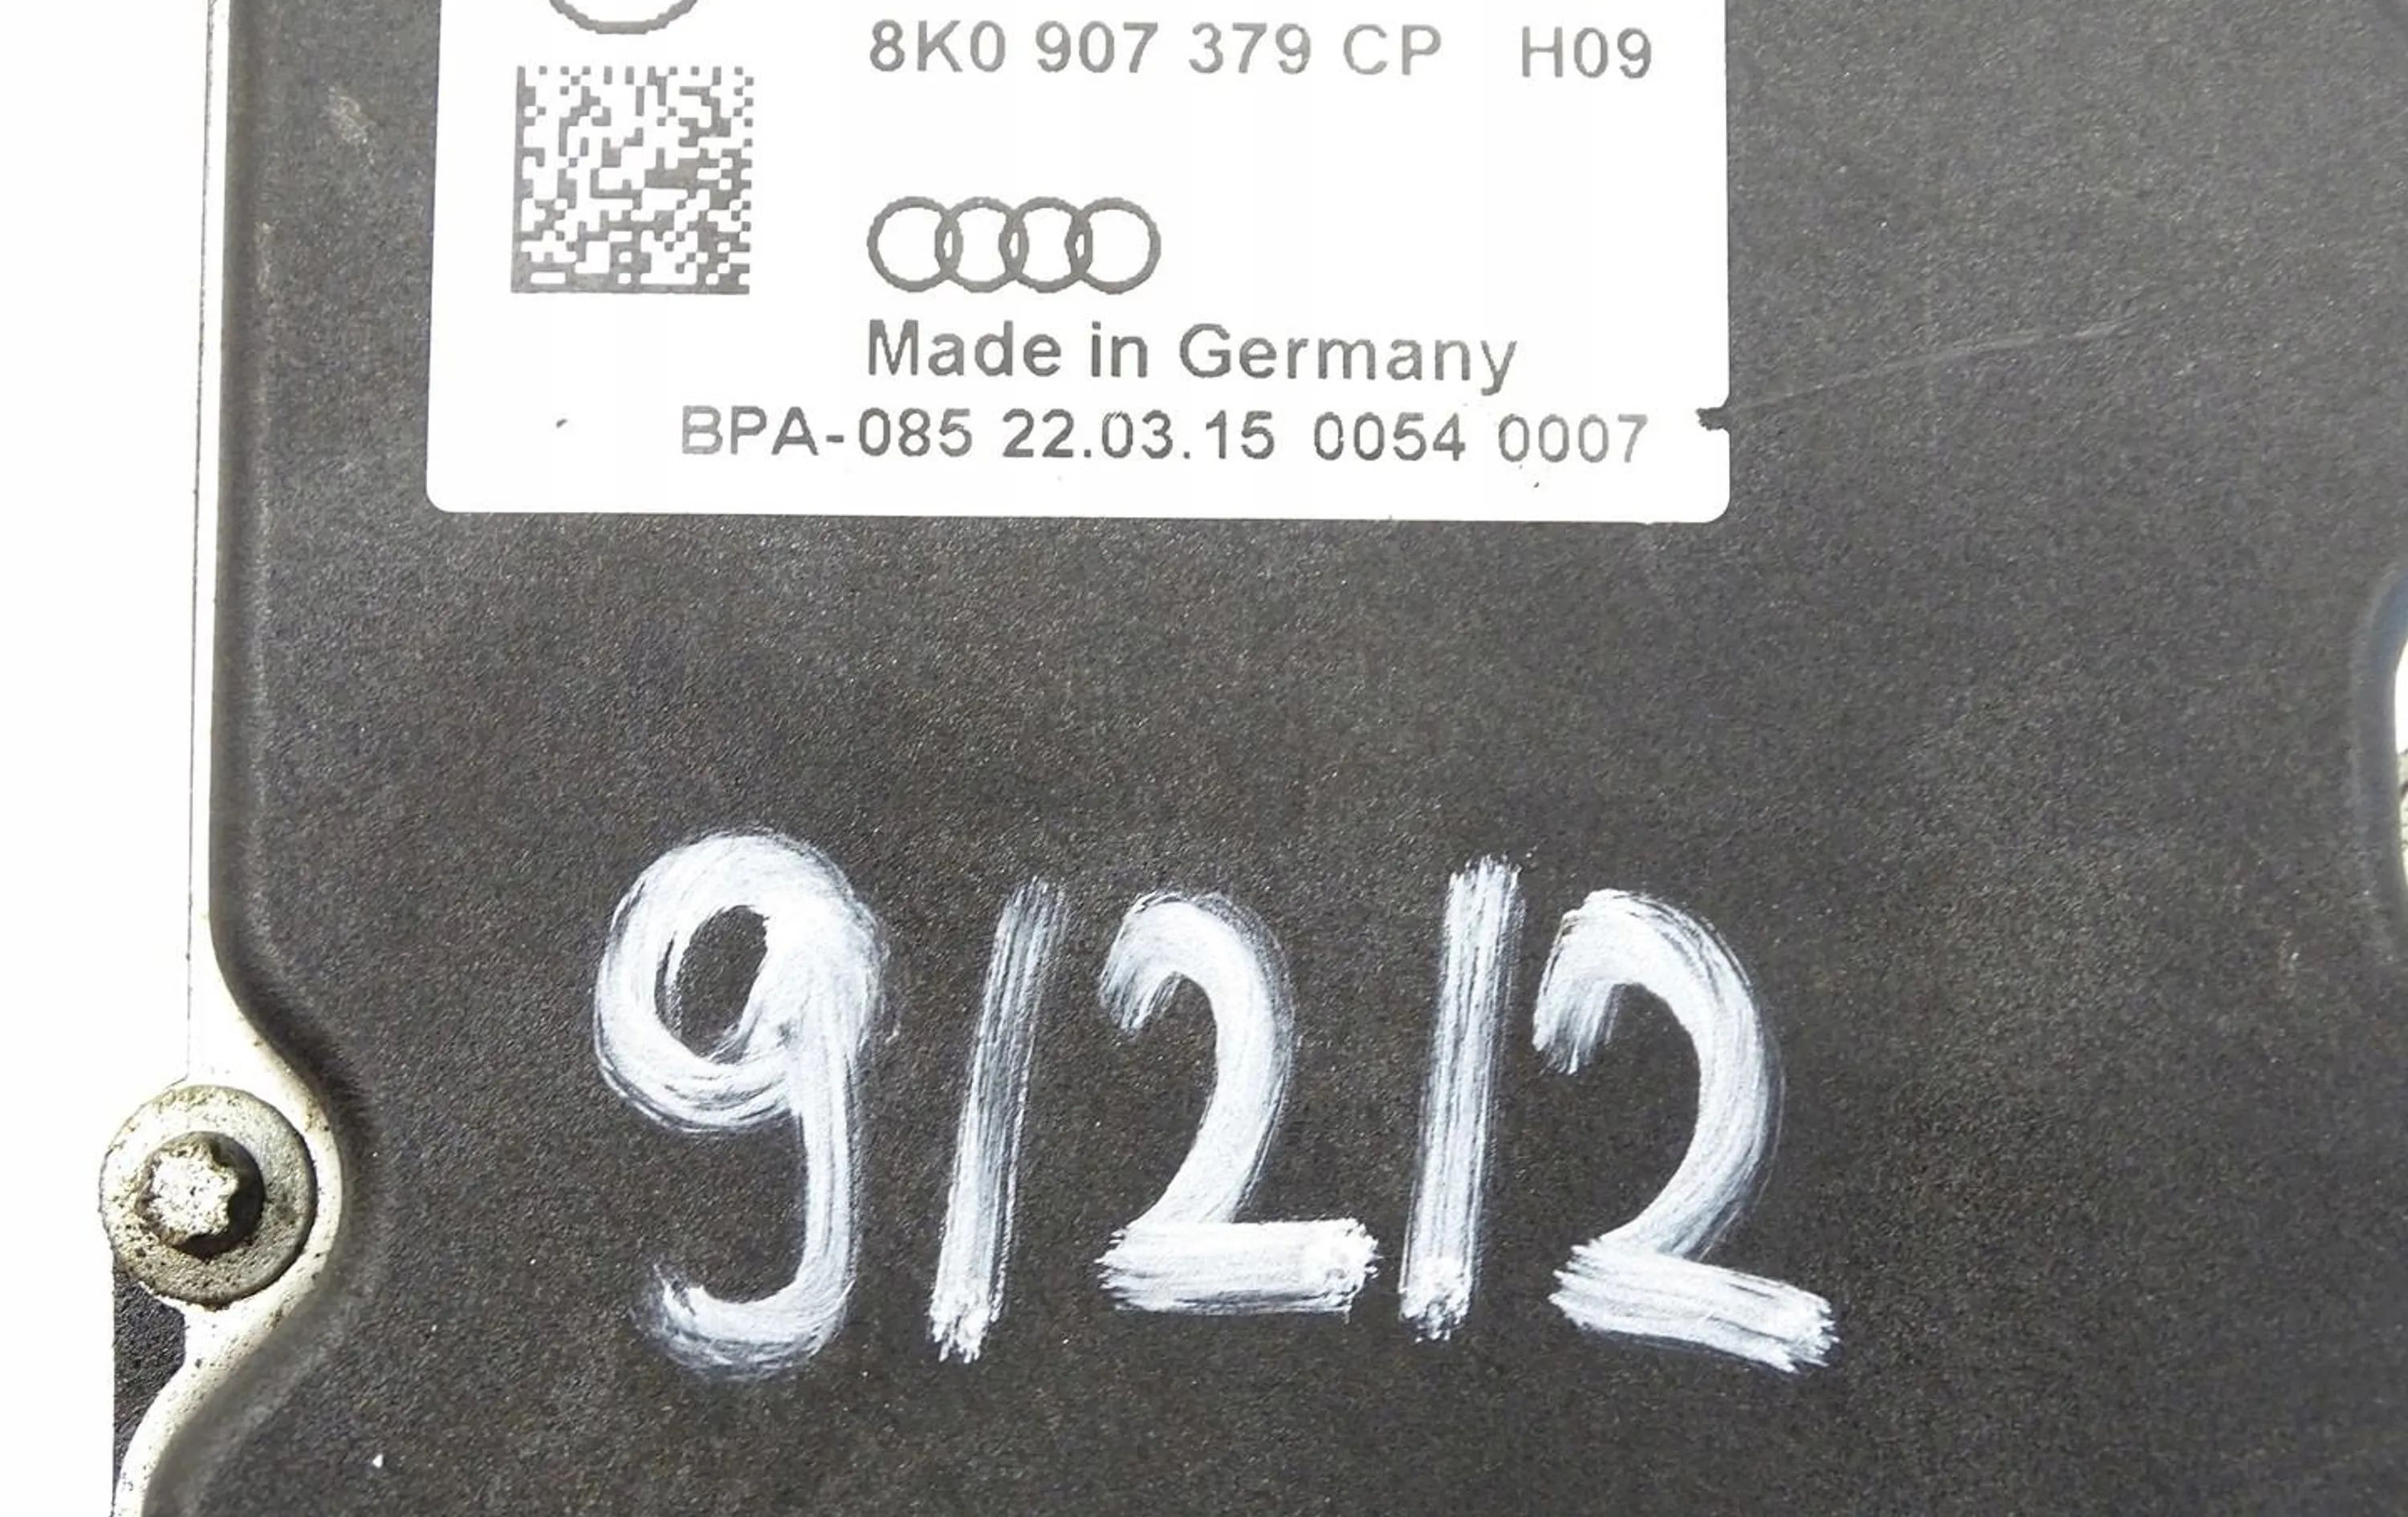 8K0 907 379 CP H09
Made in Germany
BPA-085 22.03.15 0054 0007
9/2/2